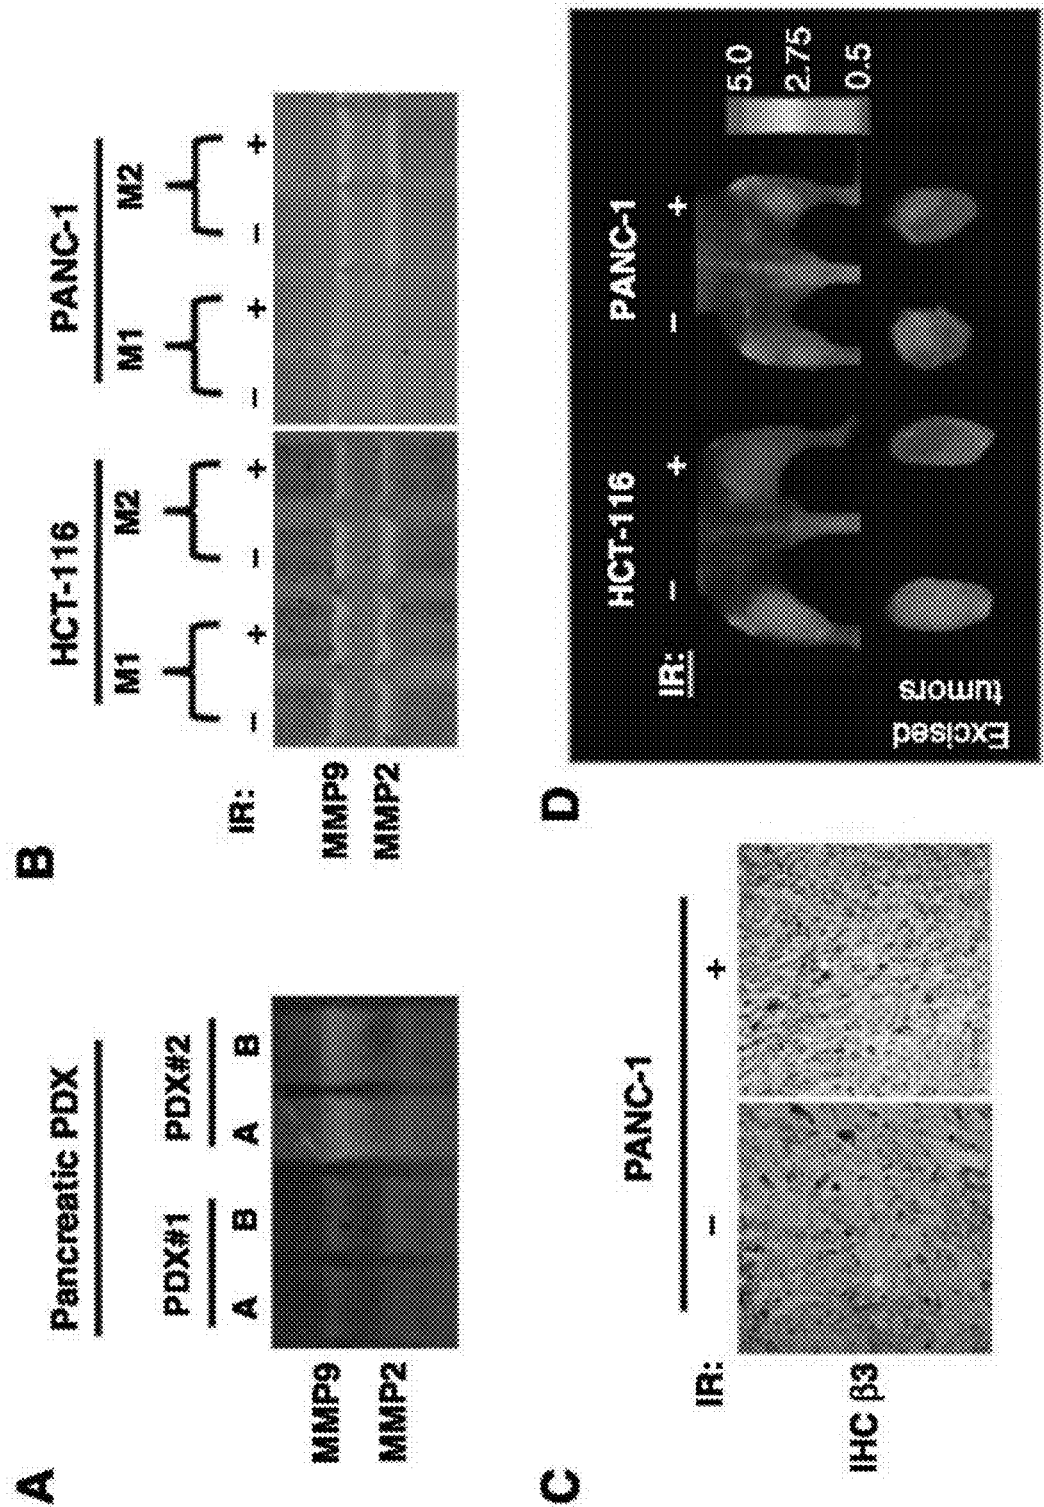 A
Pancreatic PDX
PDX#1 PDX#2
A B A B
MMP9
MMP2
B
HCT-116 PANC-1
M1 M2 M1 M2
IR: − + − + − + − +
MMP9
MMP2
C
PANC-1
IR: − +
IHC β3
D
HCT-116 PANC-1
IR: − + − +
5.0
2.75
0.5
Excised
tumors